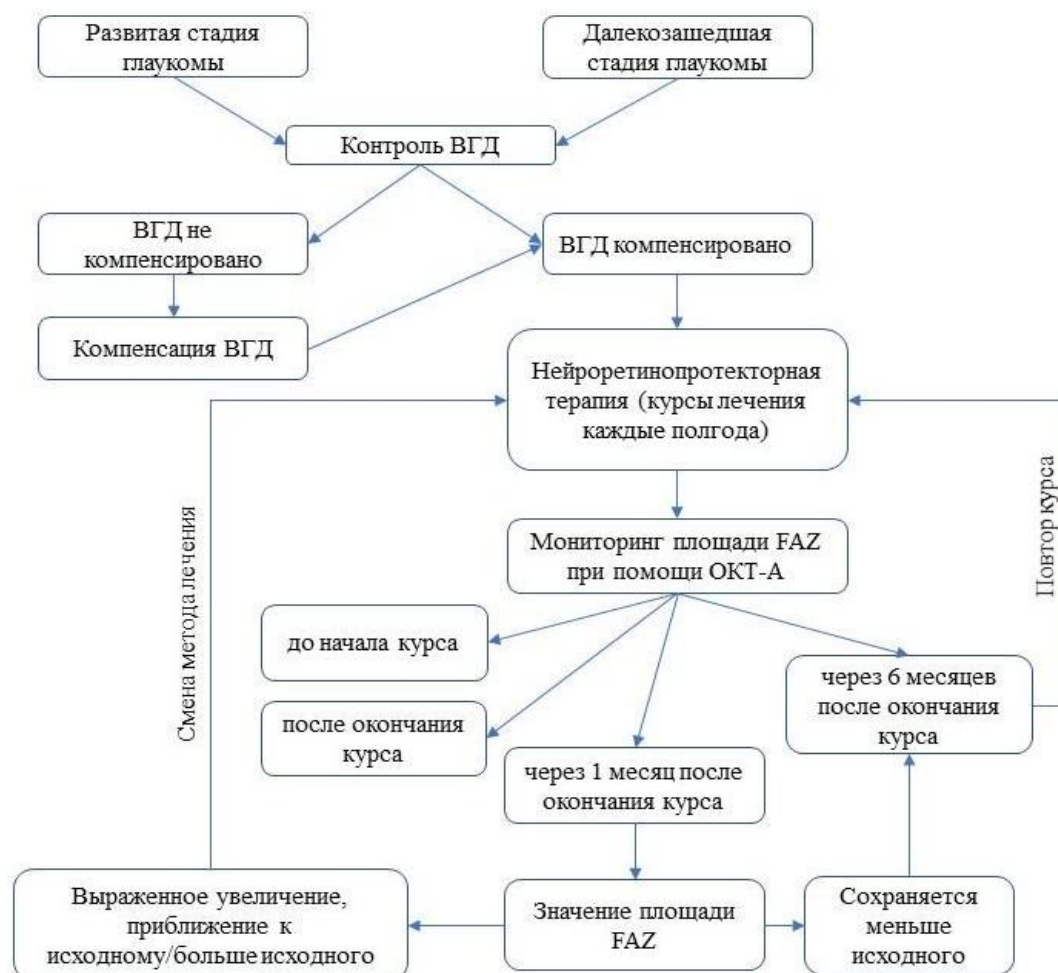 Развитая стадия
глаукомы
Далекозашедшая
стадия глаукомы
Контроль ВГД
ВГД не
компенсировано
ВГД компенсировано
Компенсация ВГД
Нейроретинопротекторная
терапия (курсы лечения
каждые полгода)
Мониторинг площади FAZ
при помощи ОКТ-А
Смена метода лечения
Повтор курса
до начала курса
после окончания
курса
через 1 месяц после
окончания курса
через 6 месяцев
после окончания
курса
Выраженное увеличение,
приближение к
исходному/больше исходного
Значение площади
FAZ
Сохраняется
меньше
исходного